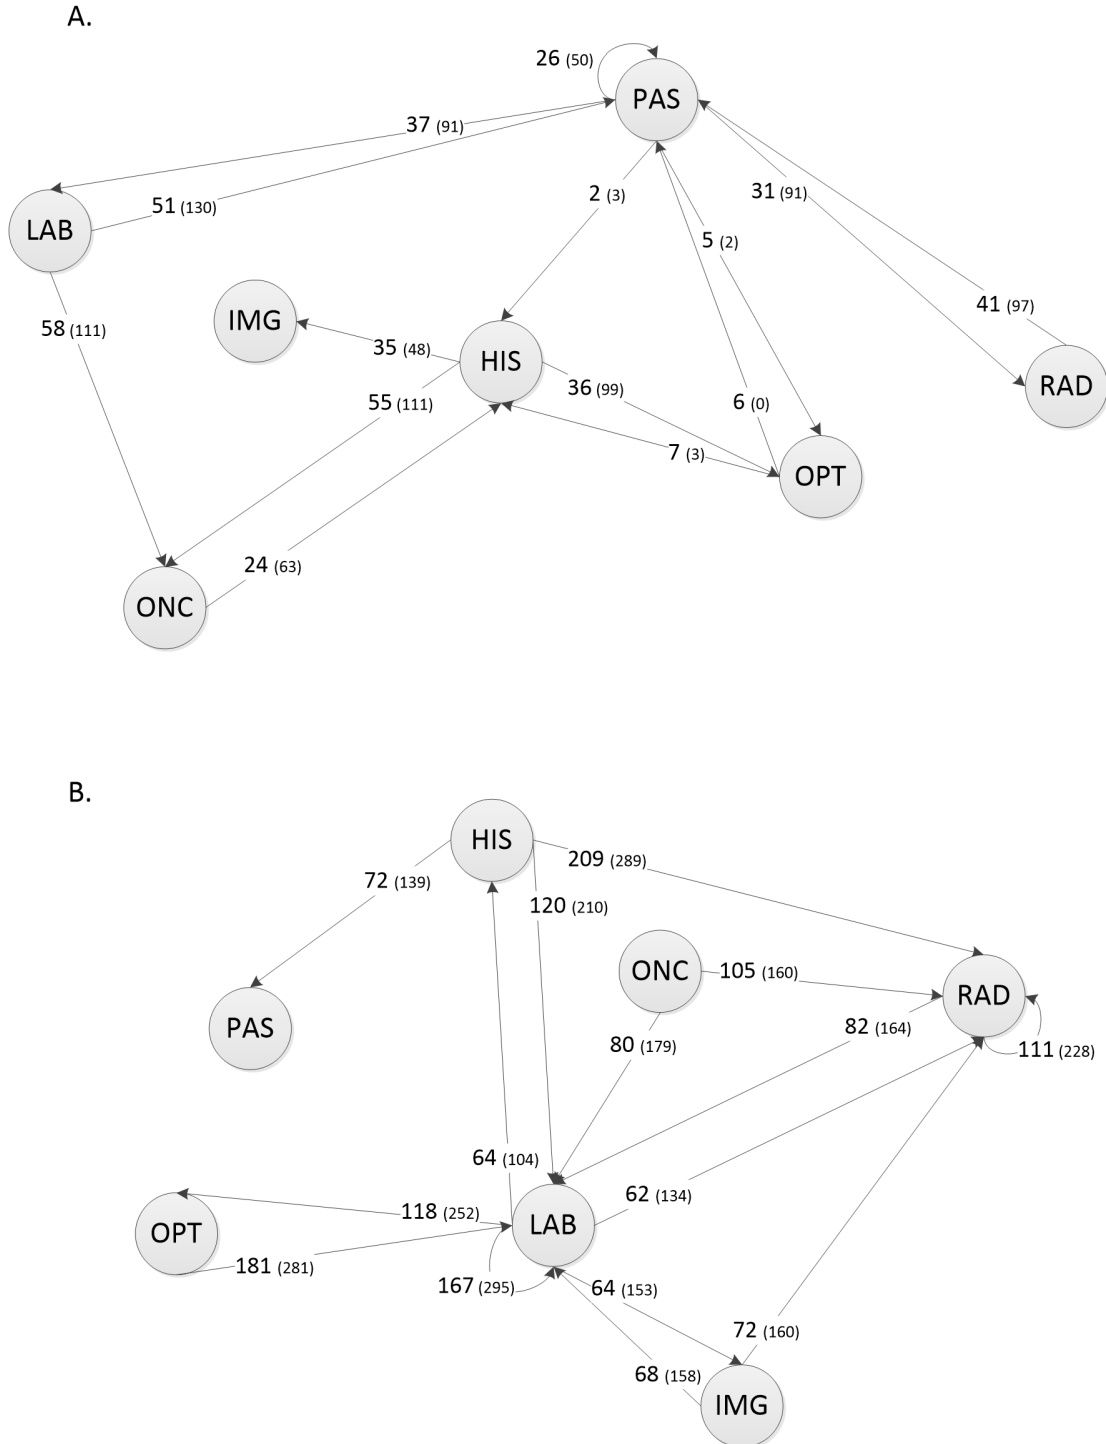 A.
26 (50)
PAS
37 (91)
2 (3)
31 (91)
51 (130)
LAB
5 (2)
41 (97)
58 (111)
IMG
35 (48)
HIS
36 (99)
RAD
55 (111)
6 (0)
7 (3)
OPT
24 (63)
ONC
B.
HIS
209 (289)
72 (139)
120 (210)
ONC
105 (160)
RAD
PAS
82 (164)
80 (179)
111 (228)
64 (104)
62 (134)
118 (252)
LAB
OPT
181 (281)
167 (295)
64 (153)
72 (160)
68 (158)
IMG